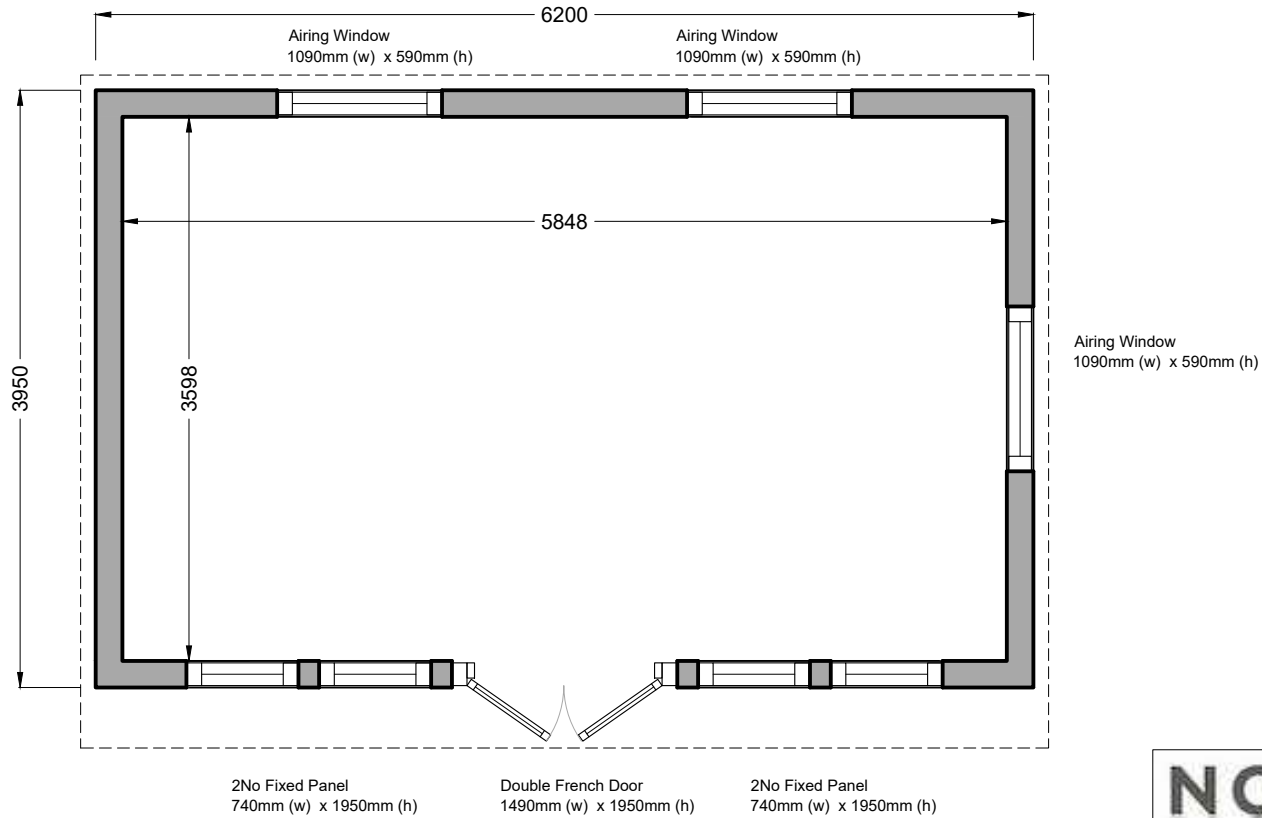 6200
Airing Window
1090mm (w) x 590mm (h)
Airing Window
1090mm (w) x 590mm (h)
5848
3950
3598
Airing Window
1090mm (w) x 590mm (h)
2No Fixed Panel
740mm (w) x 1950mm (h)
Double French Door
1490mm (w) x 1950mm (h)
2No Fixed Panel
740mm (w) x 1950mm (h)